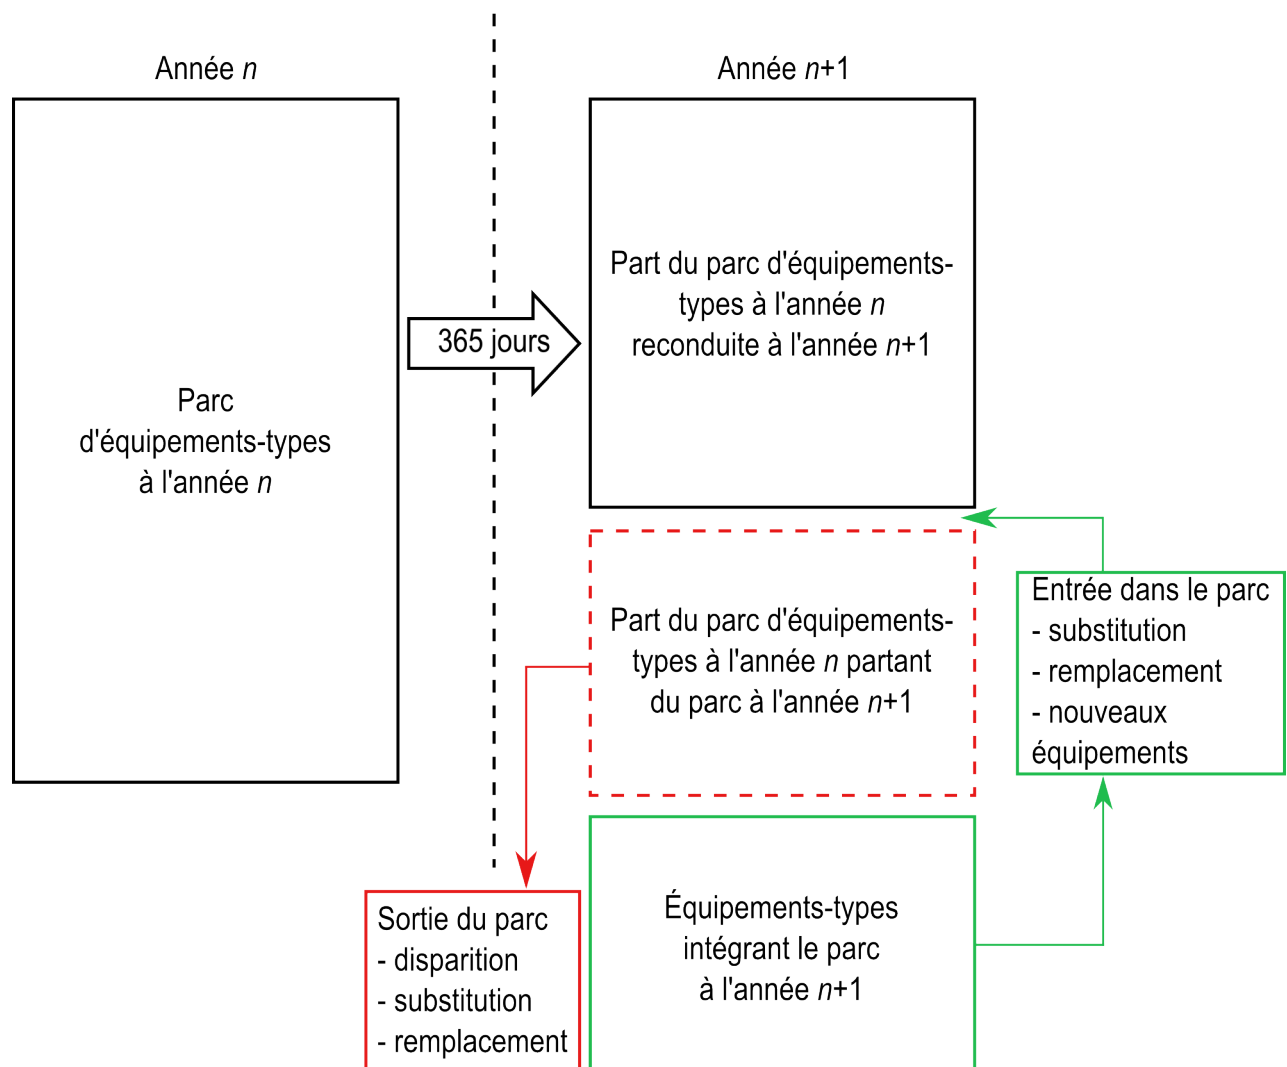 Année n
Année n+1
Parc
d'équipements-types
à l'année n
365 jours
Part du parc d'équipements-
types à l'année n
reconduite à l'année n+1
Part du parc d'équipements-
types à l'année n partant
du parc à l'année n+1
Entrée dans le parc
- substitution
- remplacement
- nouveaux
équipements
Sortie du parc
- disparition
- substitution
- remplacement
Équipements-types
intégrant le parc
à l'année n+1